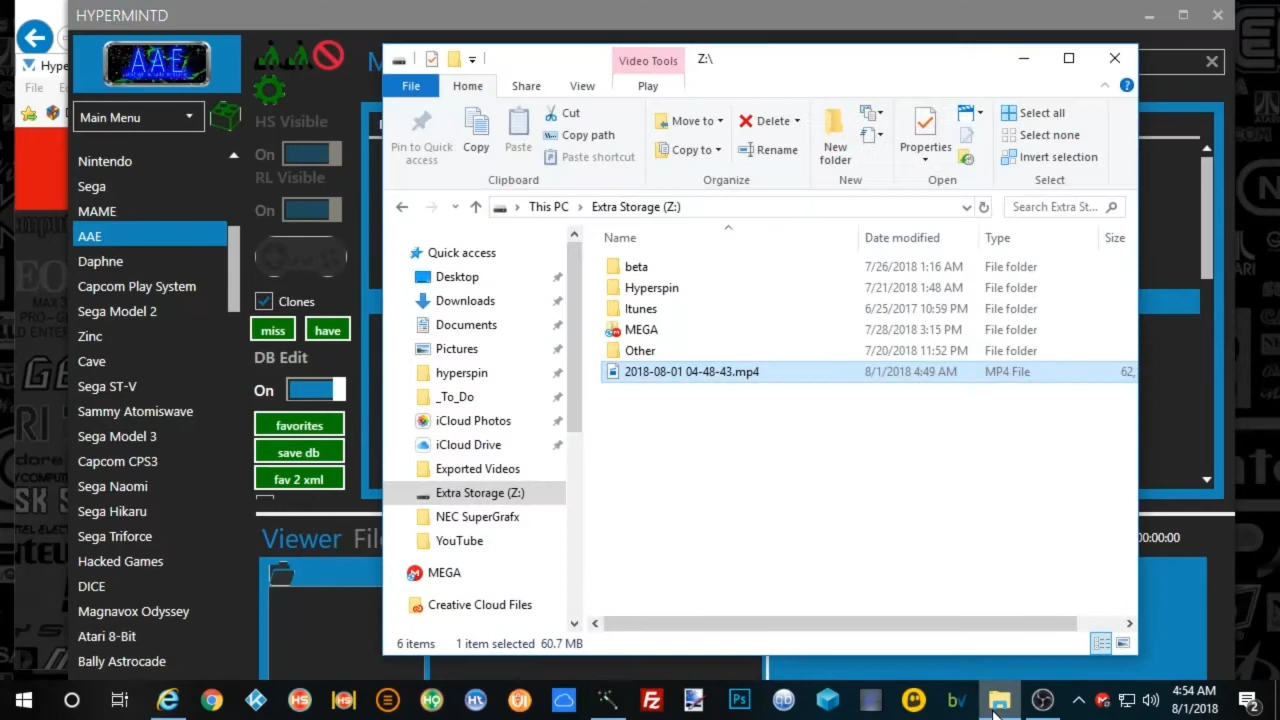 HYPERMINTD
AAE
Main Menu
Nintendo
Sega
MAME
AAE
Daphne
Capcom Play System
Sega Model 2
Zinc
Cave
Sega ST-V
Sammy Atomiswave
Sega Model 3
Capcom CPS3
Sega Naomi
Sega Hikaru
Sega Triforce
Hacked Games
DICE
Magnavox Odyssey
Atari 8-Bit
Bally Astrocade
Hype
File
HS Visible
On
RL Visible
On
Clones
miss
have
DB Edit
On
favorites
save db
fav 2 xml
Viewer
00:00:00
Video Tools
Z:\
File
Home
Share
View
Play
Pin to Quick access
Copy
Paste
Cut
Copy path
Paste shortcut
Clipboard
Move to
Copy to
Delete
Rename
Organize
New folder
New
Properties
Open
Select all
Select none
Invert selection
Select
This PC
Extra Storage (Z:)
Search Extra St...
Quick access
Desktop
Downloads
Documents
Pictures
hyperspin
_To_Do
iCloud Photos
iCloud Drive
Exported Videos
Extra Storage (Z:)
NEC SuperGrafx
YouTube
MEGA
Creative Cloud Files
Name Date modified Type Size
beta 7/26/2018 1:16 AM File folder
Hyperspin 7/21/2018 1:48 AM File folder
Itunes 6/25/2017 10:59 PM File folder
MEGA 7/28/2018 3:15 PM File folder
Other 7/20/2018 11:52 PM File folder
2018-08-01 04-48-43.mp4 8/1/2018 4:49 AM MP4 File 62,
6 items 1 item selected 60.7 MB
4:54 AM
8/1/2018
2